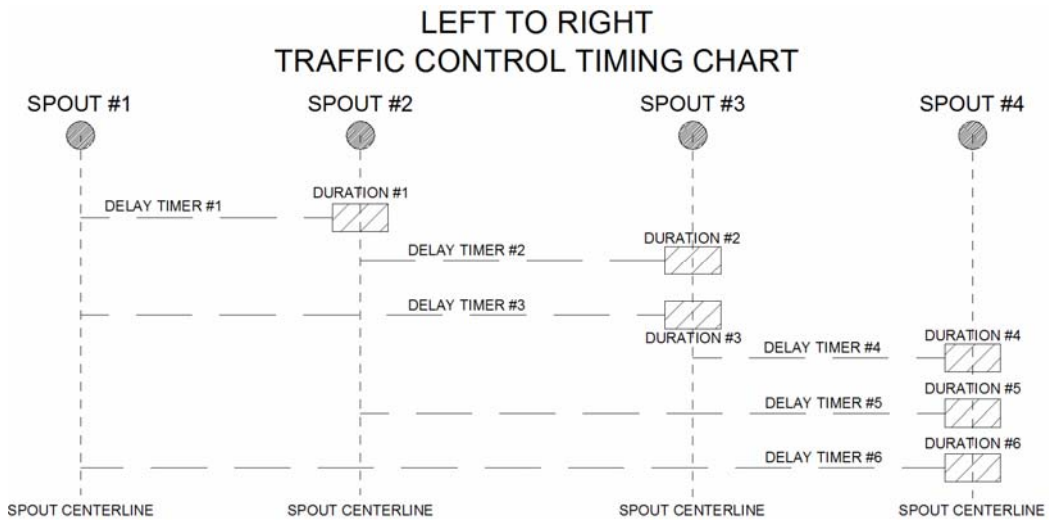 LEFT TO RIGHT
TRAFFIC CONTROL TIMING CHART
SPOUT #1
SPOUT #2
SPOUT #3
SPOUT #4
DURATION #1
DELAY TIMER #1
DURATION #2
DELAY TIMER #2
DELAY TIMER #3
DURATION #3
DURATION #4
DELAY TIMER #4
DURATION #5
DELAY TIMER #5
DURATION #6
DELAY TIMER #6
SPOUT CENTERLINE
SPOUT CENTERLINE
SPOUT CENTERLINE
SPOUT CENTERLINE